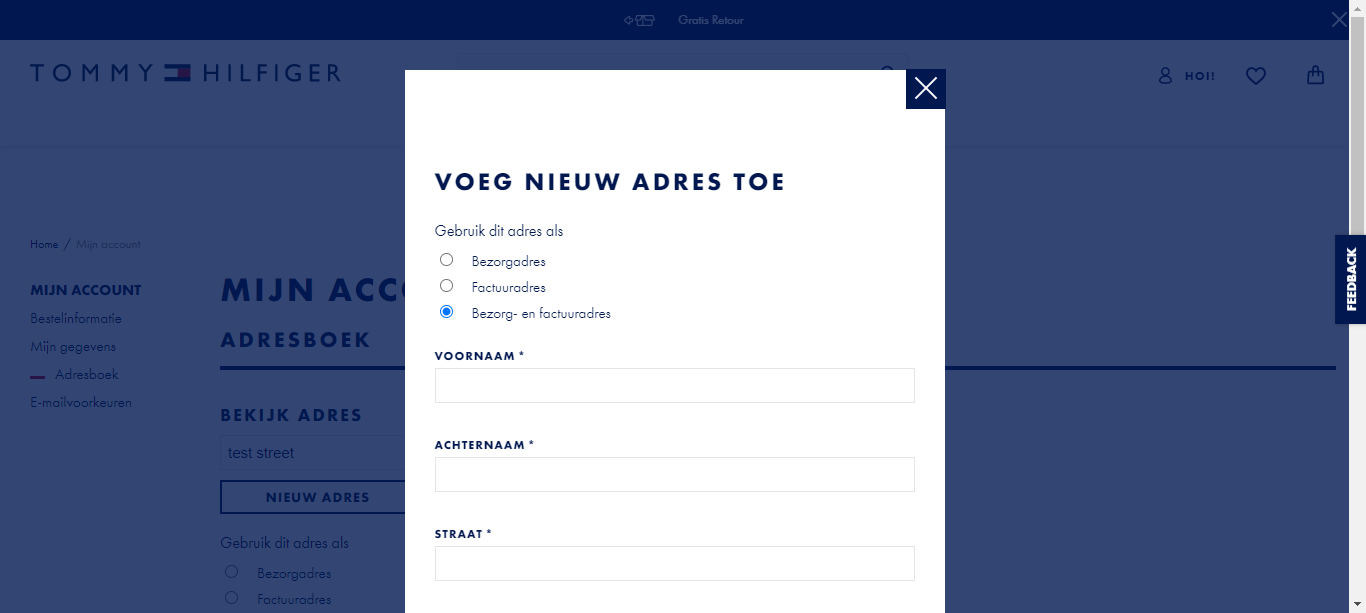 Gratis Retour
TOMMY HILFIGER
HOI!
VOEG NIEUW ADRES TOE
Gebruik dit adres als
Bezorgadres
Factuuradres
Bezorg- en factuuradres
VOORNAAM *
ACHTERNAAM *
STRAAT *
Home / Mijn account
MIJN ACCOUNT
Bestelinformatie
Mijn gegevens
Adresboek
E-mailvoorkeuren
MIJN ACCO
ADRESBOEK
BEKIJK ADRES
test street
NIEUW ADRES
Gebruik dit adres als
Bezorgadres
Factuuradres
FEEDBACK